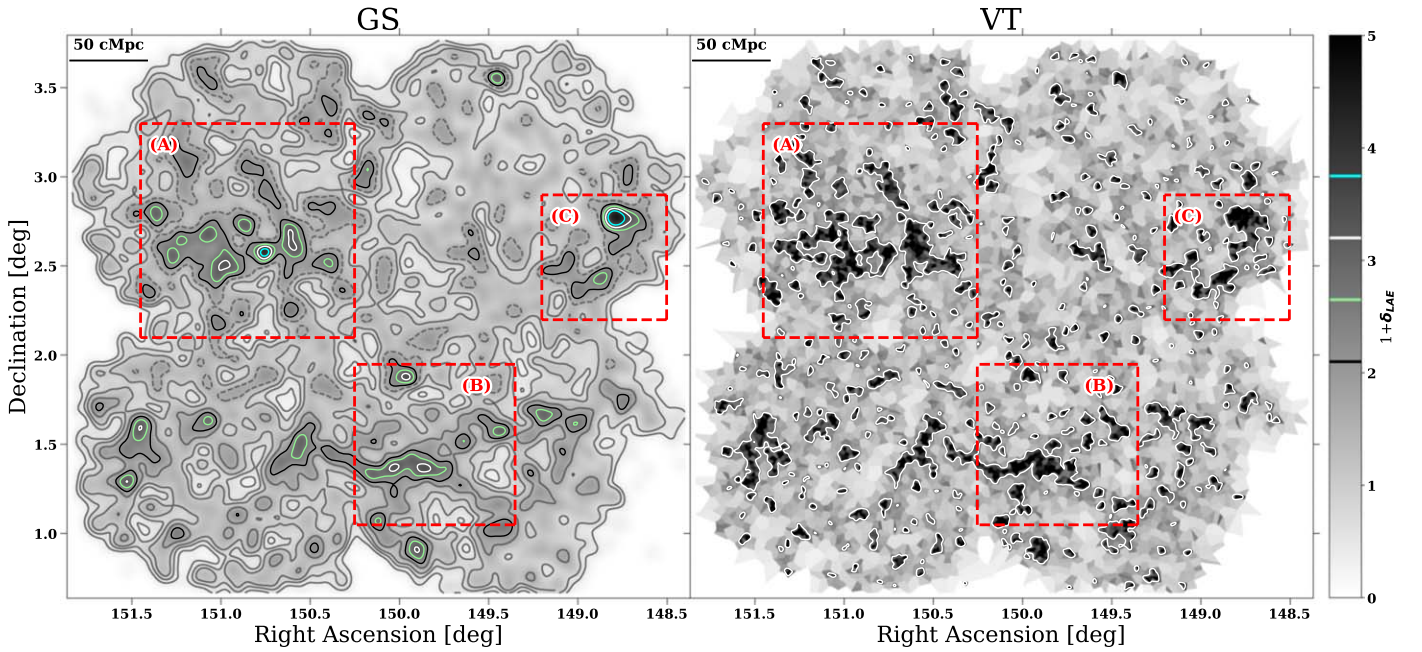 GS
VT
50 cMpc
50 cMpc
(A)
(B)
(C)
(A)
(B)
(C)
3.5
3.0
2.5
2.0
1.5
1.0
Declination [deg]
151.5 151.0 150.5 150.0 149.5 149.0 148.5
151.5 151.0 150.5 150.0 149.5 149.0 148.5
Right Ascension [deg]
Right Ascension [deg]
5
4
3
2
1
0
1+δLAE